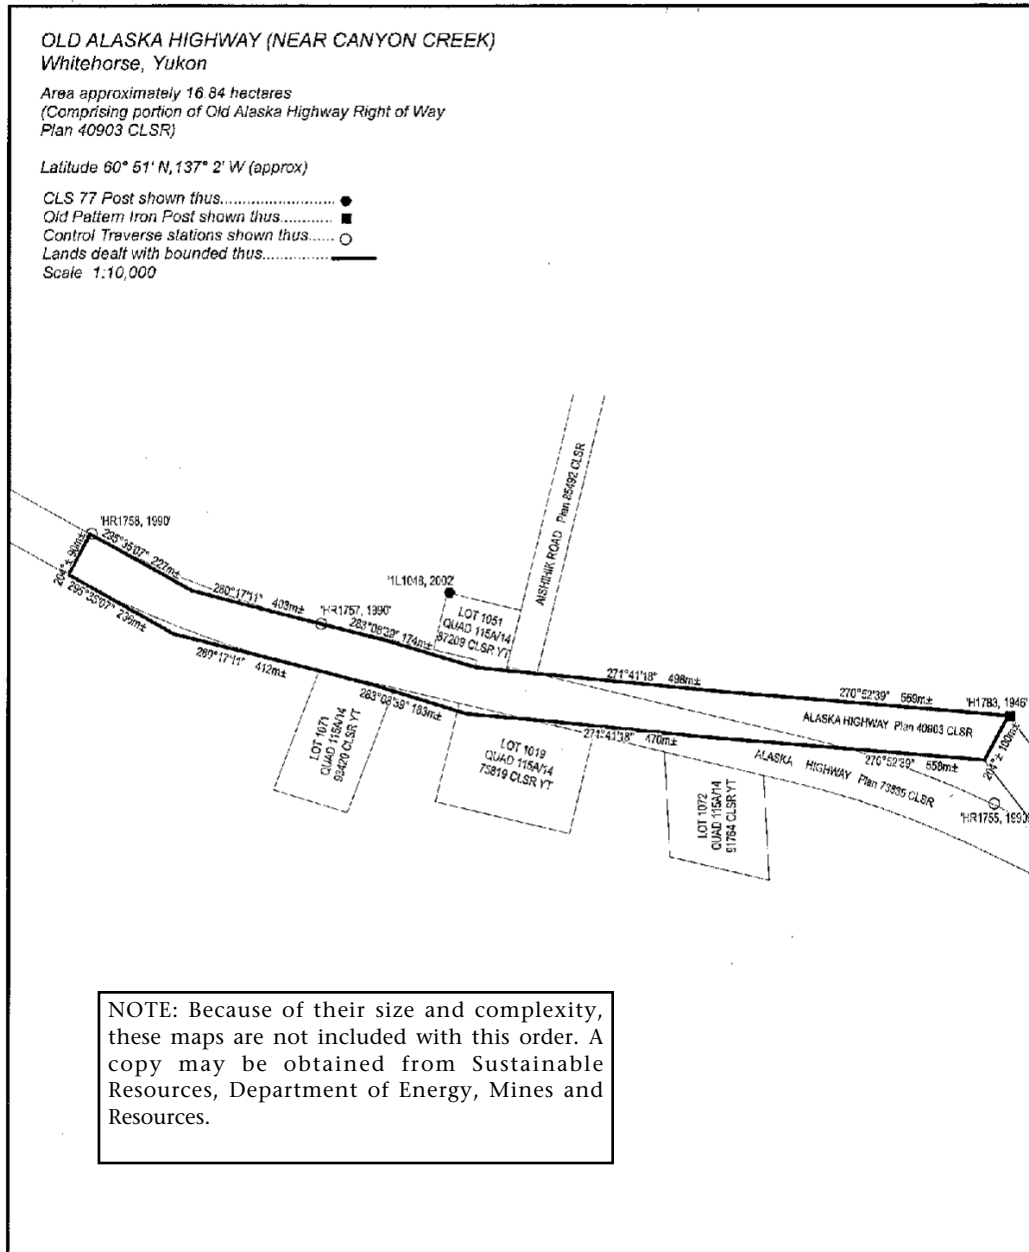 OLD ALASKA HIGHWAY (NEAR CANYON CREEK)
Whitehorse, Yukon
Area approximately 16.84 hectares
(Comprising portion of Old Alaska Highway Right of Way
Plan 40903 CLSR)
Latitude 60° 51' N, 137° 2' W (approx)
CLS 77 Post shown thus..........................
Old Pattern Iron Post shown thus............
Control Traverse stations shown thus......
Lands dealt with bounded thus...............
Scale 1:10,000
AISHIHIK ROAD Plan 85492 CLSR
'HR1758, 1990'
295°35'07" 227m±
204° ± 90m±
295°35'07" 239m±
280°17'11" 403m±
'HR1757, 1990'
283°08'39" 174m±
'1L1048, 2002'
LOT 1051
QUAD 115A/14
87209 CLSR YT
271°41'18" 498m±
270°52'39" 669m±
'H1783, 1946'
280°17'11" 412m±
283°08'39" 183m±
271°41'18" 470m±
ALASKA HIGHWAY Plan 40903 CLSR
270°52'39" 658m±
204° ± 100m±
ALASKA HIGHWAY Plan 73835 CLSR
'HR1755, 1990'
LOT 1071
QUAD 115A/14
93420 CLSR YT
LOT 1019
QUAD 115A/14
75819 CLSR YT
LOT 1072
QUAD 115A/14
91764 CLSR YT
NOTE: Because of their size and complexity,
these maps are not included with this order. A
copy may be obtained from Sustainable
Resources, Department of Energy, Mines and
Resources.